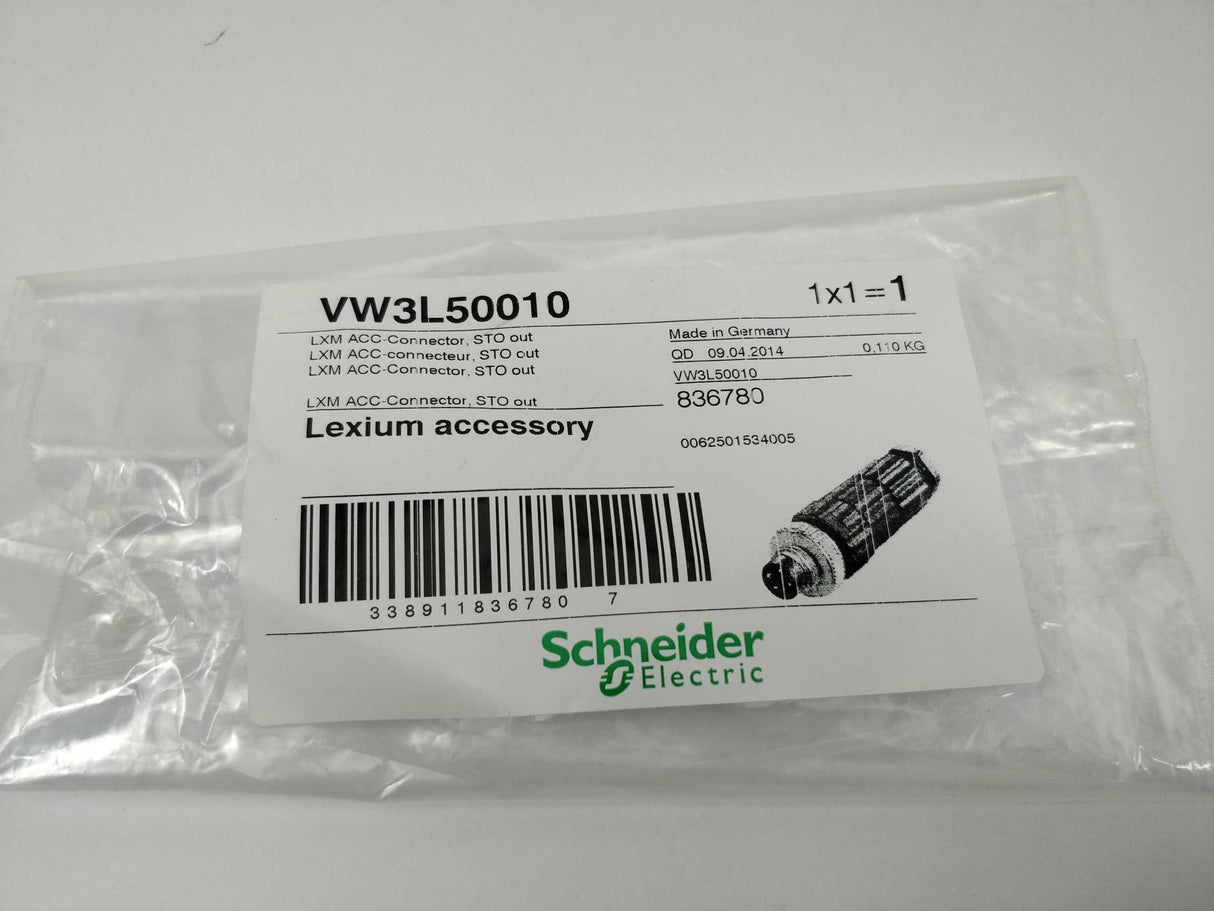 VW3L50010
1x1=1
LXM ACC-Connector, STO out
LXM ACC-connecteur, STO out
LXM ACC-Connector, STO out
LXM ACC-Connector, STO out
Lexium accessory
Made in Germany
QD 09.04.2014 0,110 KG
VW3L50010
836780
0062501534005
338911836780 7
Schneider
Electric